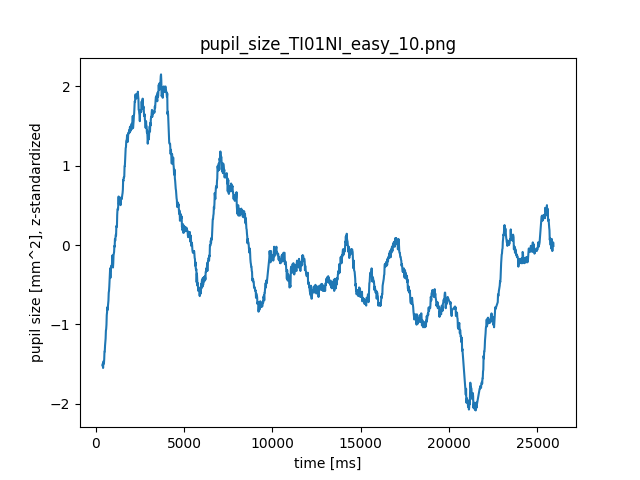 pupil_size_TI01NI_easy_10.png
2
1
0
−1
−2
pupil size [mm^2], z-standardized
0 5000 10000 15000 20000 25000
time [ms]